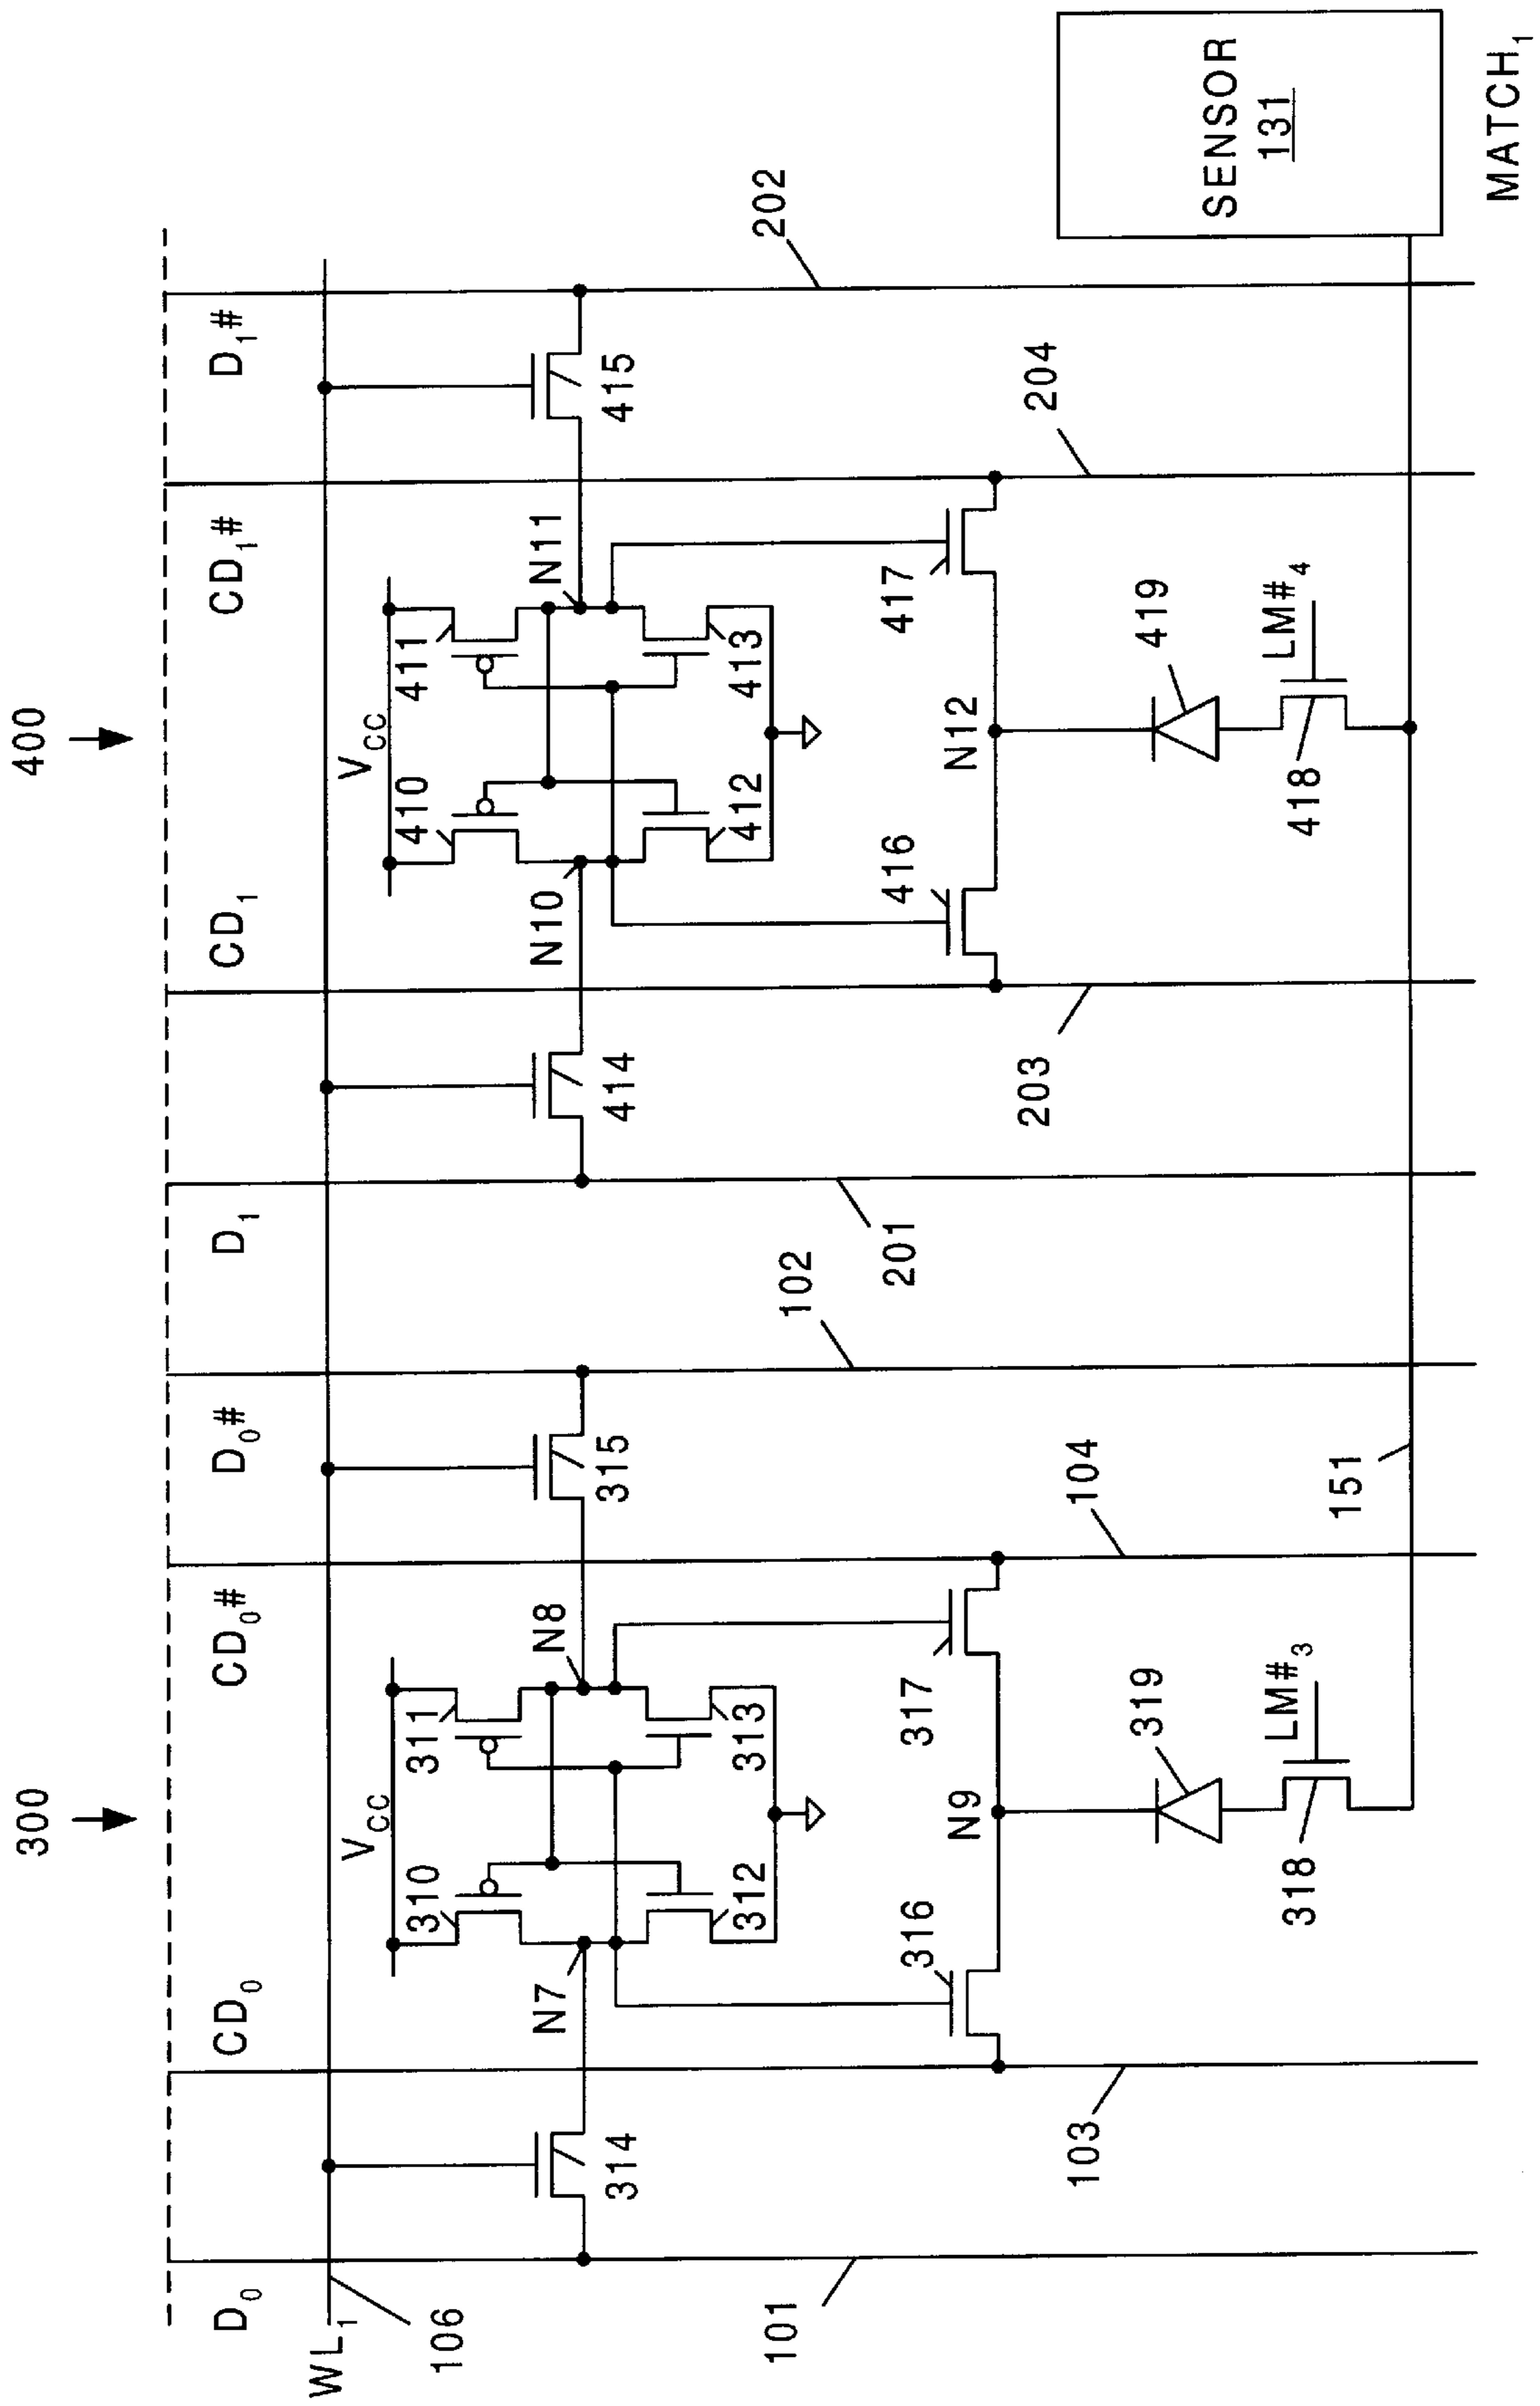 300
400
D0
CD0
CD0#
D0#
D1
CD1
CD1#
D1#
WL1
106
VCC
VCC
310
311
410
411
N7
N8
N10
N11
314
315
414
415
312
313
412
413
101
102
201
202
316
317
416
417
N9
N12
103
104
203
204
319
419
318
LM#3
418
LM#4
151
SENSOR
131
MATCH1